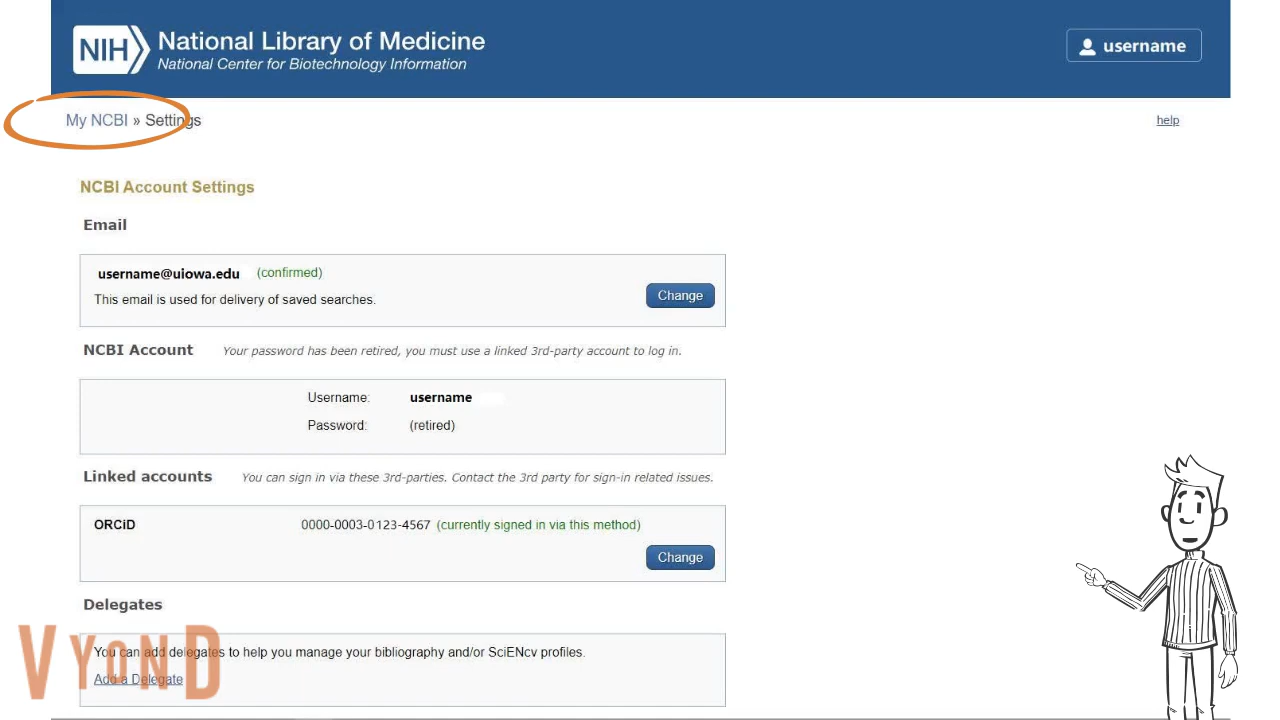 NIH National Library of Medicine
National Center for Biotechnology Information
username
My NCBI » Settings
help
NCBI Account Settings
Email
username@uiowa.edu (confirmed)
This email is used for delivery of saved searches.
Change
NCBI Account Your password has been retired, you must use a linked 3rd-party account to log in.
Username: username
Password: (retired)
Linked accounts You can sign in via these 3rd-parties. Contact the 3rd party for sign-in related issues.
ORCiD 0000-0003-0123-4567 (currently signed in via this method)
Change
Delegates
You can add delegates to help you manage your bibliography and/or SciENcv profiles.
Add a Delegate
VYOND